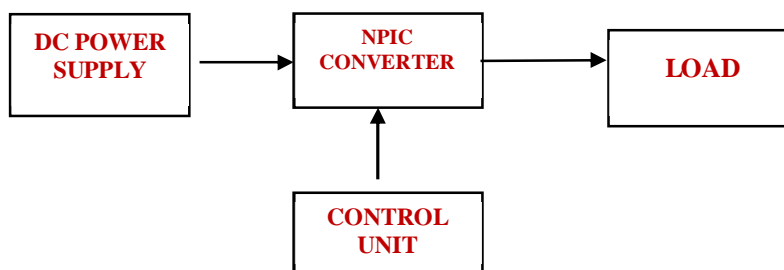 DC POWER
SUPPLY
NPIC
CONVERTER
LOAD
CONTROL
UNIT